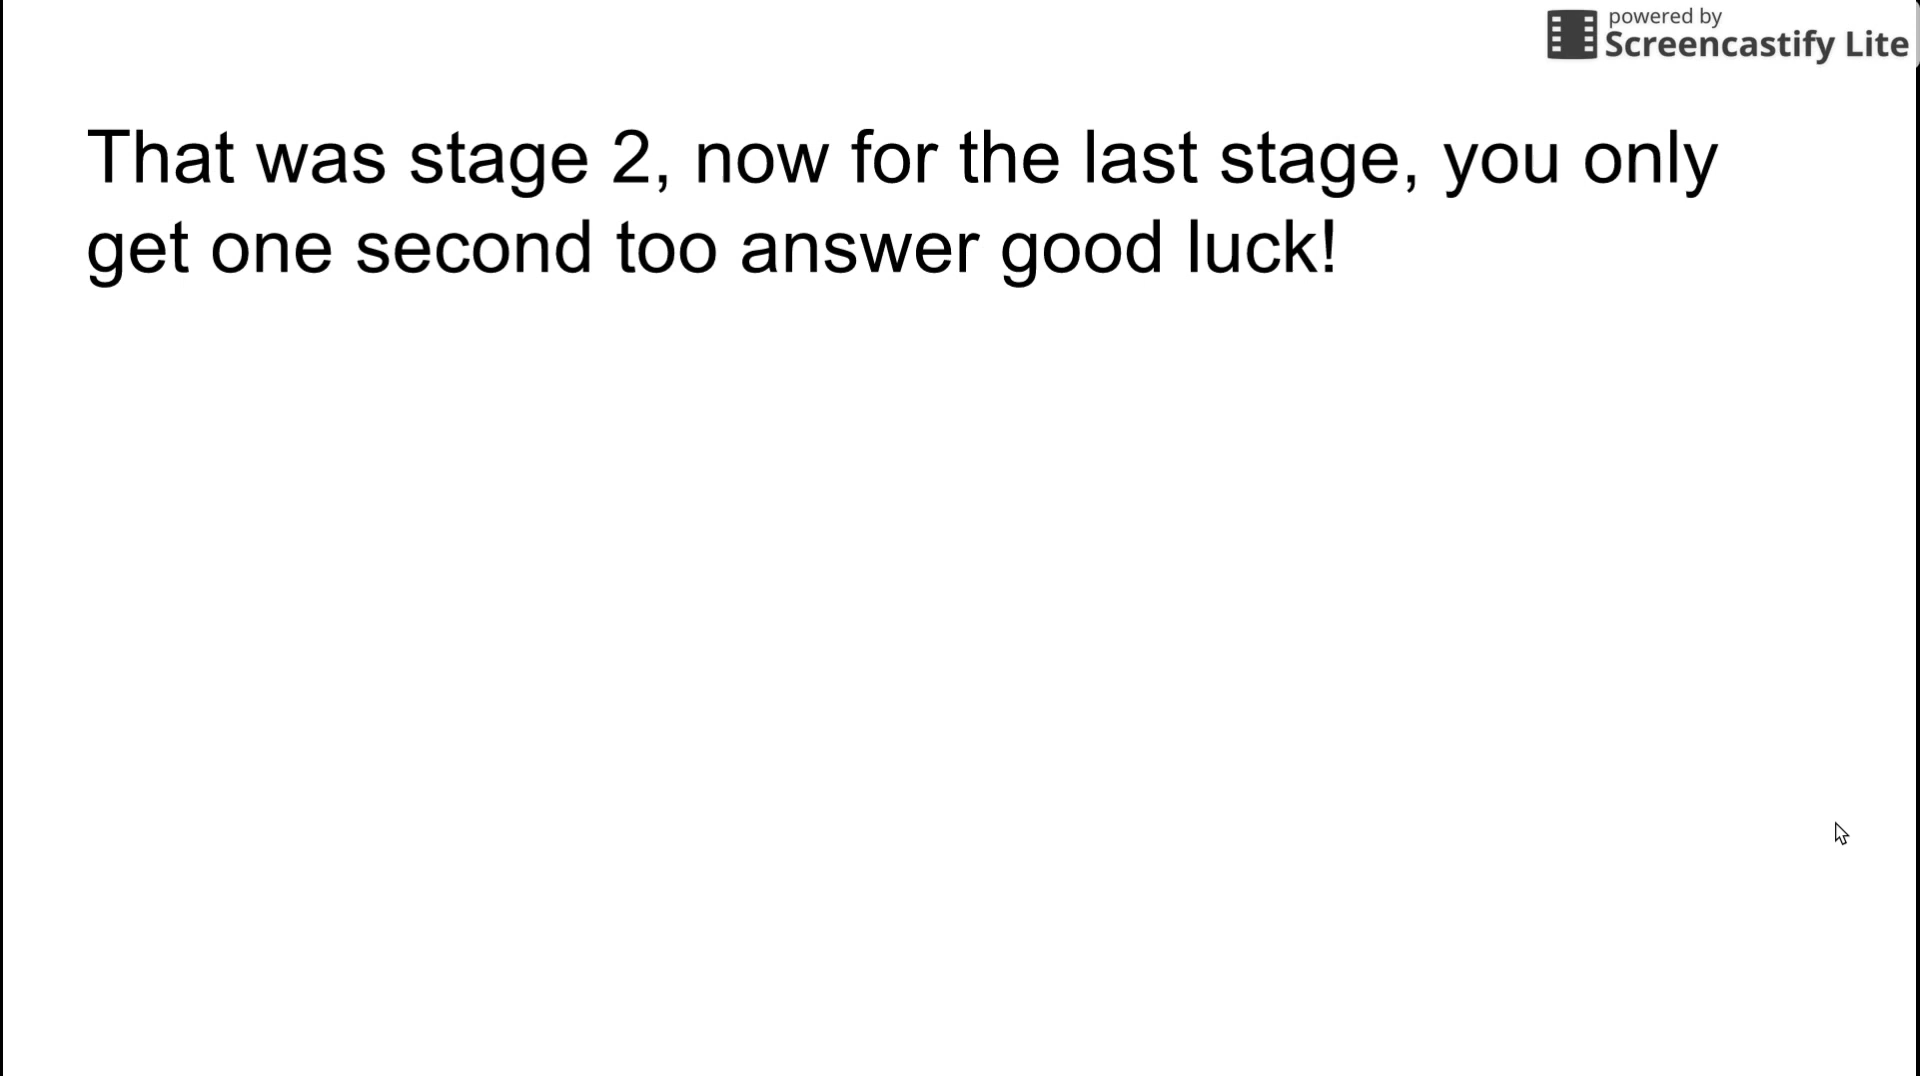 powered by
Screencastify Lite
That was stage 2, now for the last stage, you only
get one second too answer good luck!